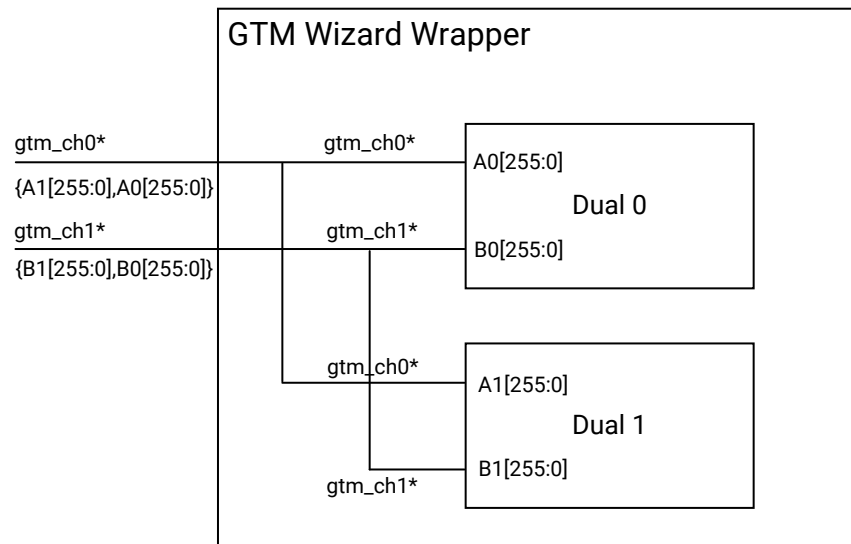 GTM Wizard Wrapper
gtm_ch0*
gtm_ch0*
A0[255:0]
{A1[255:0],A0[255:0]}
Dual 0
gtm_ch1*
gtm_ch1*
B0[255:0]
{B1[255:0],B0[255:0]}
gtm_ch0*
A1[255:0]
Dual 1
B1[255:0]
gtm_ch1*